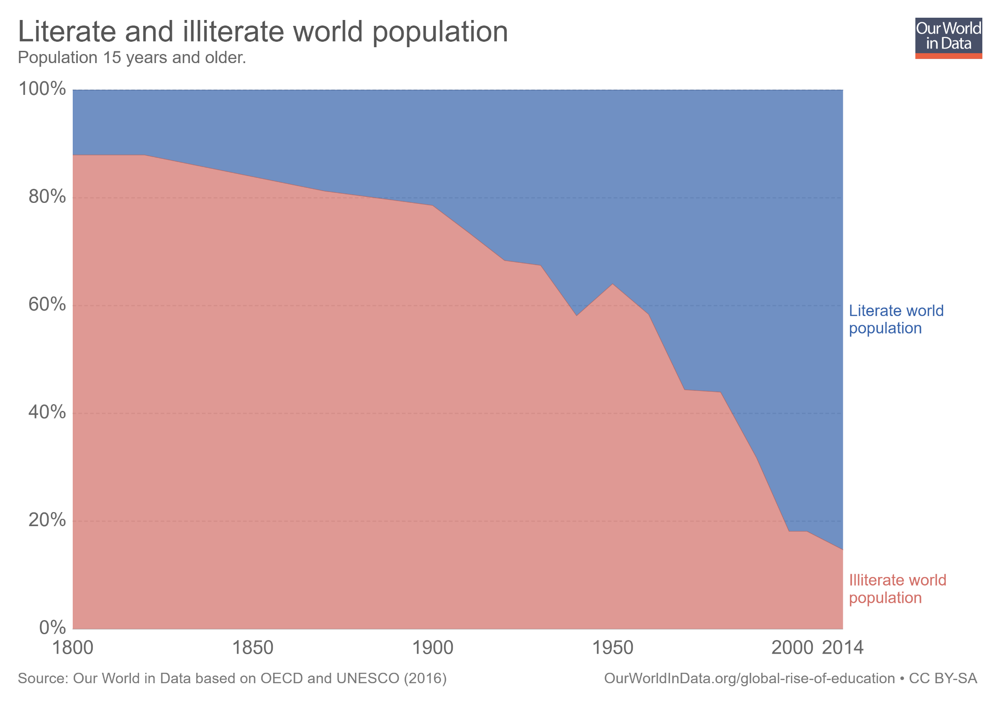 Literate and illiterate world population
Population 15 years and older.
Our World
in Data
100%
80%
60%
40%
20%
0%
Literate world
population
Illiterate world
population
1800 1850 1900 1950 2000 2014
Source: Our World in Data based on OECD and UNESCO (2016)
OurWorldInData.org/global-rise-of-education • CC BY-SA